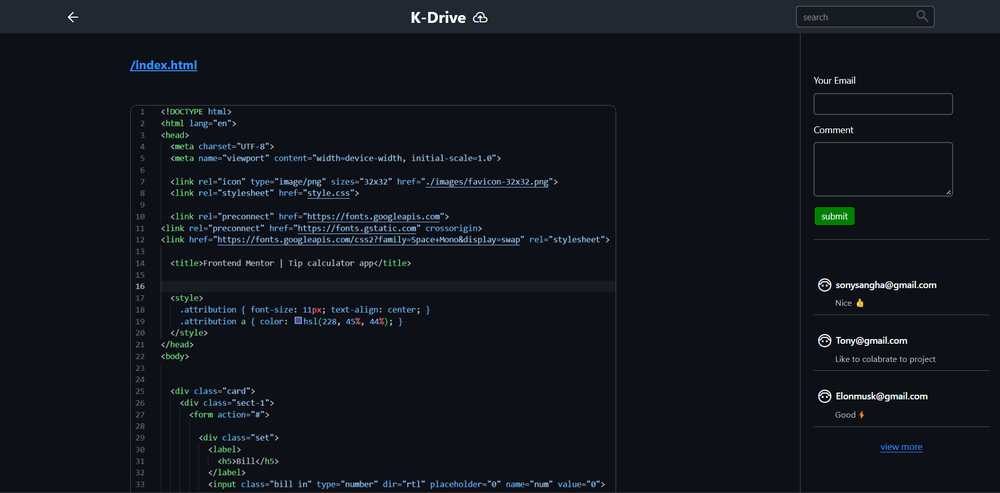 K-Drive
search
/index.html
1 <!DOCTYPE html>
2 <html lang="en">
3 <head>
4 <meta charset="UTF-8">
5 <meta name="viewport" content="width=device-width, initial-scale=1.0">
6
7 <link rel="icon" type="image/png" sizes="32x32" href="./images/favicon-32x32.png">
8 <link rel="stylesheet" href="style.css">
9
10 <link rel="preconnect" href="https://fonts.googleapis.com">
11 <link rel="preconnect" href="https://fonts.gstatic.com" crossorigin>
12 <link href="https://fonts.googleapis.com/css2?family=Space+Mono&display=swap" rel="stylesheet">
13
14 <title>Frontend Mentor | Tip calculator app</title>
15
16
17 <style>
18 .attribution { font-size: 11px; text-align: center; }
19 .attribution a { color: hsl(228, 45%, 44%); }
20 </style>
21 </head>
22 <body>
23
24
25 <div class="card">
26 <div class="sect-1">
27 <form action="#">
28
29 <div class="set">
30 <label>
31 <h5>Bill</h5>
32 </label>
33 <input class="bill in" type="number" dir="rtl" placeholder="0" name="num" value="0">
Your Email
Comment
submit
sonysangha@gmail.com
Nice 👍
Tony@gmail.com
Like to colabrate to project
Elonmusk@gmail.com
Good ⚡
view more